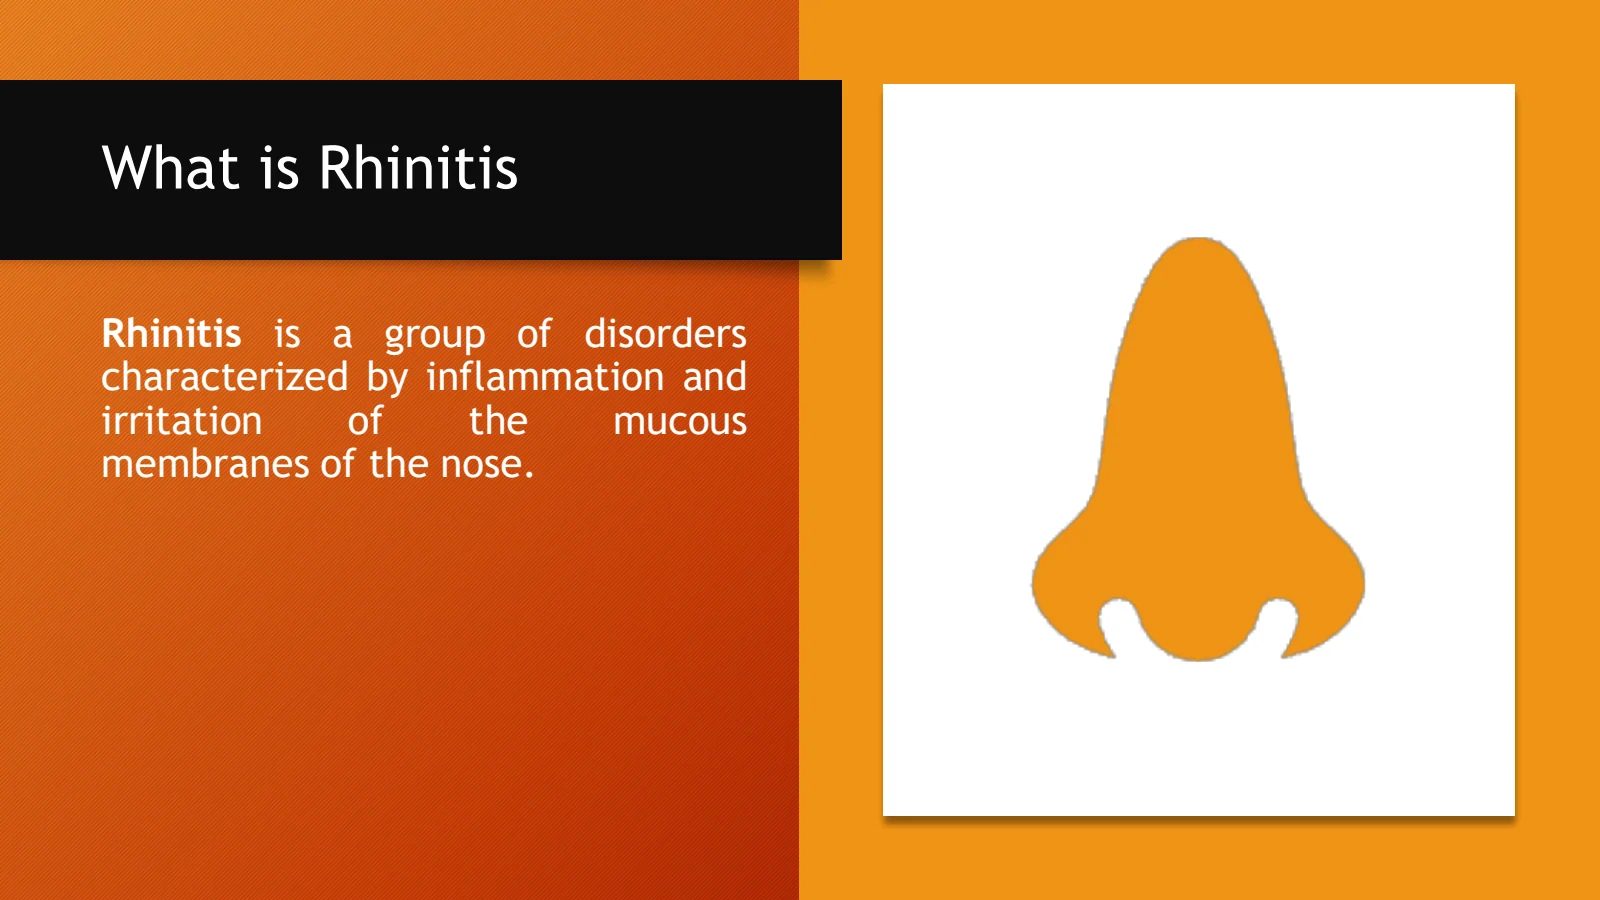 What is Rhinitis
Rhinitis is a group of disorders
characterized by inflammation and
irritation of the mucous
membranes of the nose.